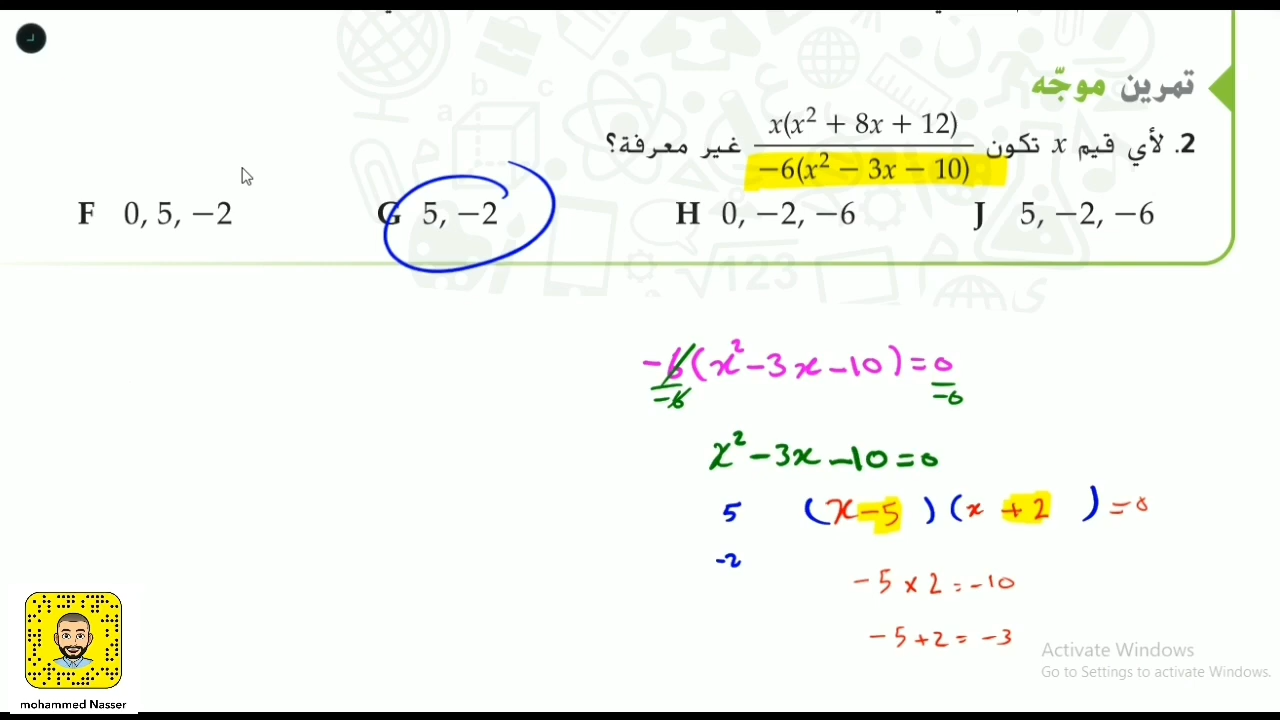 تمرين موجّه
2. لأي قيم x تكون x(x² + 8x + 12) / −6(x² − 3x − 10) غير معرفة؟
F 0, 5, −2 G 5, −2 H 0, −2, −6 J 5, −2, −6
-6(x²-3x-10)=0
-6 -6
x²-3x-10=0
5 (x-5)(x+2)=0
-2
-5×2=-10
-5+2=-3
Activate Windows
Go to Settings to activate Windows.
mohammed Nasser